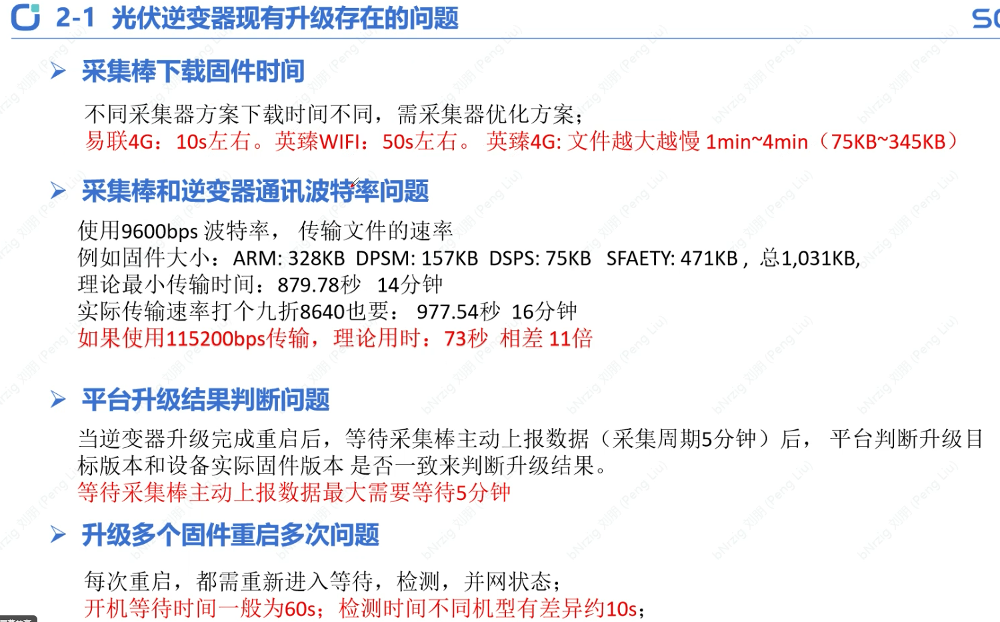 2-1 光伏逆变器现有升级存在的问题
采集棒下载固件时间
不同采集器方案下载时间不同，需采集器优化方案；
易联4G：10s左右。英臻WIFI：50s左右。 英臻4G: 文件越大越慢 1min~4min（75KB~345KB）
采集棒和逆变器通讯波特率问题
使用9600bps 波特率， 传输文件的速率
例如固件大小：ARM: 328KB DPSM: 157KB DSPS: 75KB SFAETY: 471KB , 总1,031KB,
理论最小传输时间：879.78秒 14分钟
实际传输速率打个九折8640也要： 977.54秒 16分钟
如果使用115200bps传输，理论用时：73秒 相差 11倍
平台升级结果判断问题
当逆变器升级完成重启后，等待采集棒主动上报数据（采集周期5分钟）后， 平台判断升级目
标版本和设备实际固件版本 是否一致来判断升级结果。
等待采集棒主动上报数据最大需要等待5分钟
升级多个固件重启多次问题
每次重启，都需重新进入等待，检测，并网状态；
开机等待时间一般为60s；检测时间不同机型有差异约10s；
bNrzig 刘朋 (Peng Liu)